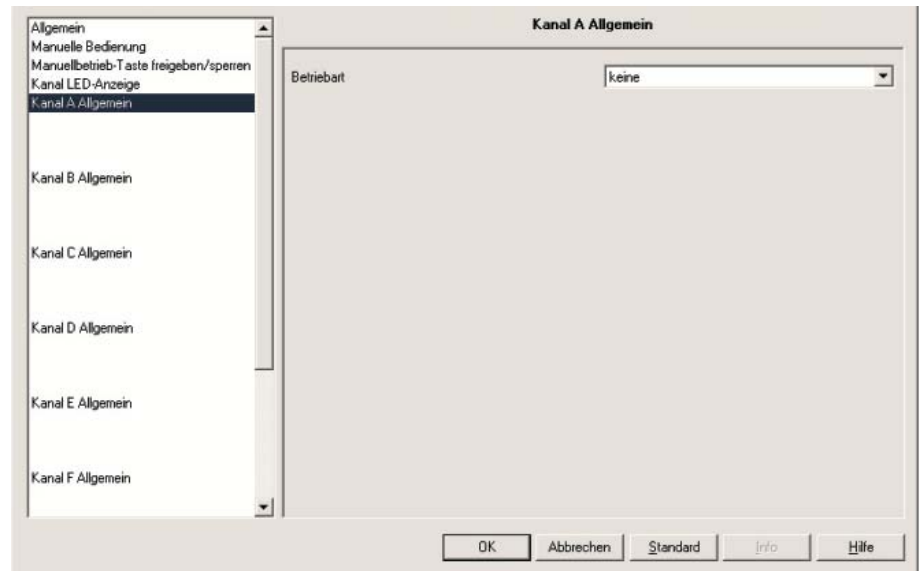 Allgemein
Manuelle Bedienung
Manuellbetrieb-Taste freigeben/sperren
Kanal LED-Anzeige
Kanal A Allgemein
Kanal B Allgemein
Kanal C Allgemein
Kanal D Allgemein
Kanal E Allgemein
Kanal F Allgemein
Kanal A Allgemein
Betriebart keine
OK Abbrechen Standard Info Hilfe